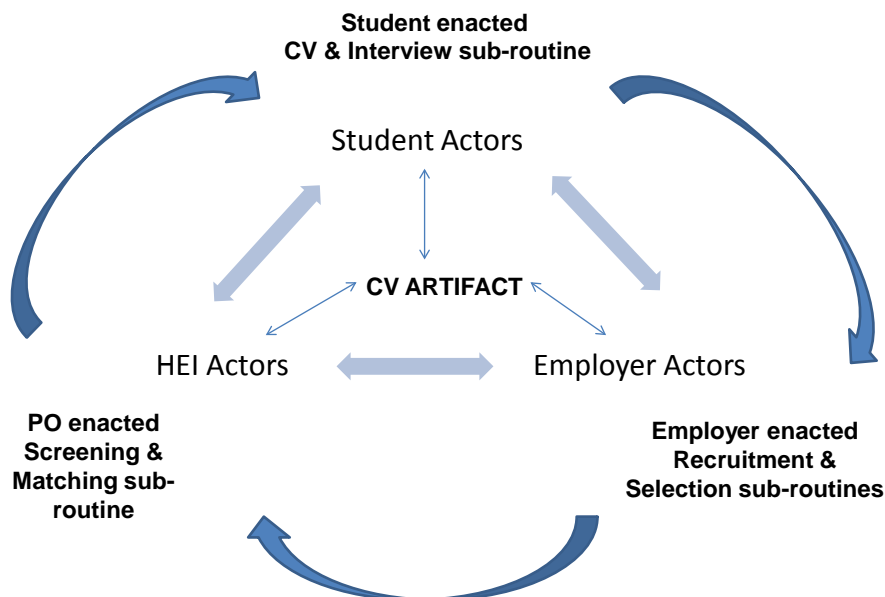 Student enacted
CV & Interview sub-routine
Student Actors
CV ARTIFACT
HEI Actors
Employer Actors
PO enacted
Screening &
Matching sub-
routine
Employer enacted
Recruitment &
Selection sub-routines